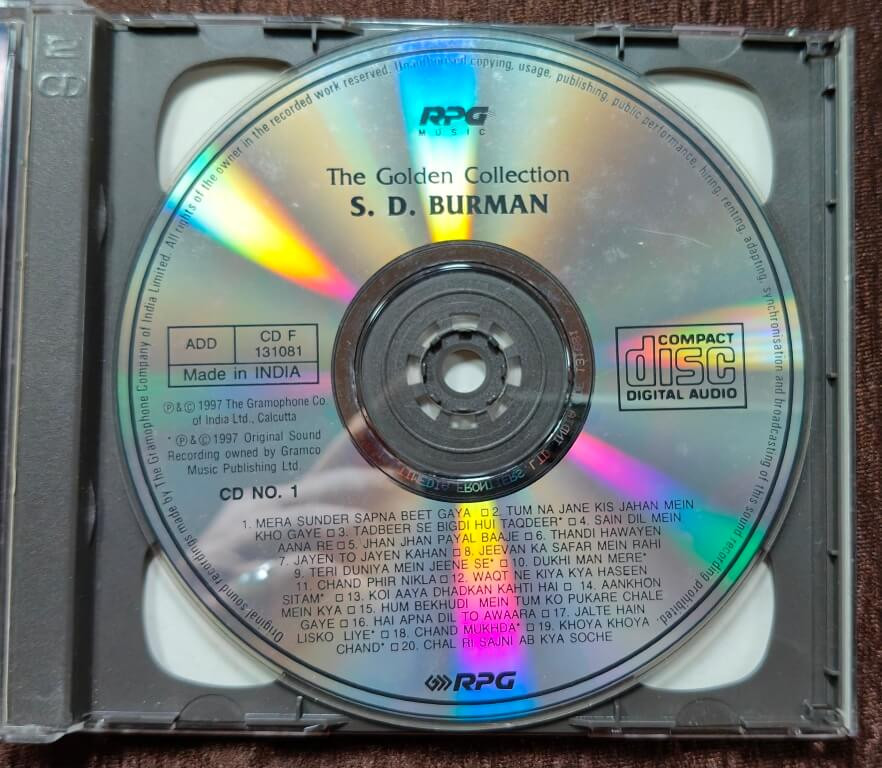 2
CD
Original sound recordings made by the Gramophone Company of India Limited. All rights of the owner in the recorded work reserved. Unauthorised copying, usage, publishing, public performance, hiring, renting, adapting, synchronisation and broadcasting of this sound recording prohibited.
RPG
MUSIC
The Golden Collection
S. D. BURMAN
ADD
CD F
131081
Made in INDIA
COMPACT
disc
DIGITAL AUDIO
℗&© 1997 The Gramophone Co.
of India Ltd., Calcutta
* ℗&© 1997 Original Sound
Recording owned by Gramco
Music Publishing Ltd.
CD NO. 1
1. MERA SUNDER SAPNA BEET GAYA □ 2. TUM NA JANE KIS JAHAN MEIN
KHO GAYE □ 3. TADBEER SE BIGDI HUI TAQDEER* □ 4. SAIN DIL MEIN
AANA RE □ 5. JHAN JHAN PAYAL BAAJE □ 6. THANDI HAWAYEN
7. JAYEN TO JAYEN KAHAN □ 8. JEEVAN KA SAFAR MEIN RAHI
9. TERI DUNIYA MEIN JEENE SE* □ 10. DUKHI MAN MERE*
11. CHAND PHIR NIKLA □ 12. WAQT NE KIYA KYA HASEEN
SITAM* □ 13. KOI AAYA DHADKAN KAHTI HAI □ 14. AANKHON
MEIN KYA □ 15. HUM BEKHUDI MEIN TUM KO PUKARE CHALE
GAYE □ 16. HAI APNA DIL TO AWAARA □ 17. JALTE HAIN
LISKO LIYE* □ 18. CHAND MUKHDA* □ 19. KHOYA KHOYA
CHAND* □ 20. CHAL RI SAJNI AB KYA SOCHE
RPG